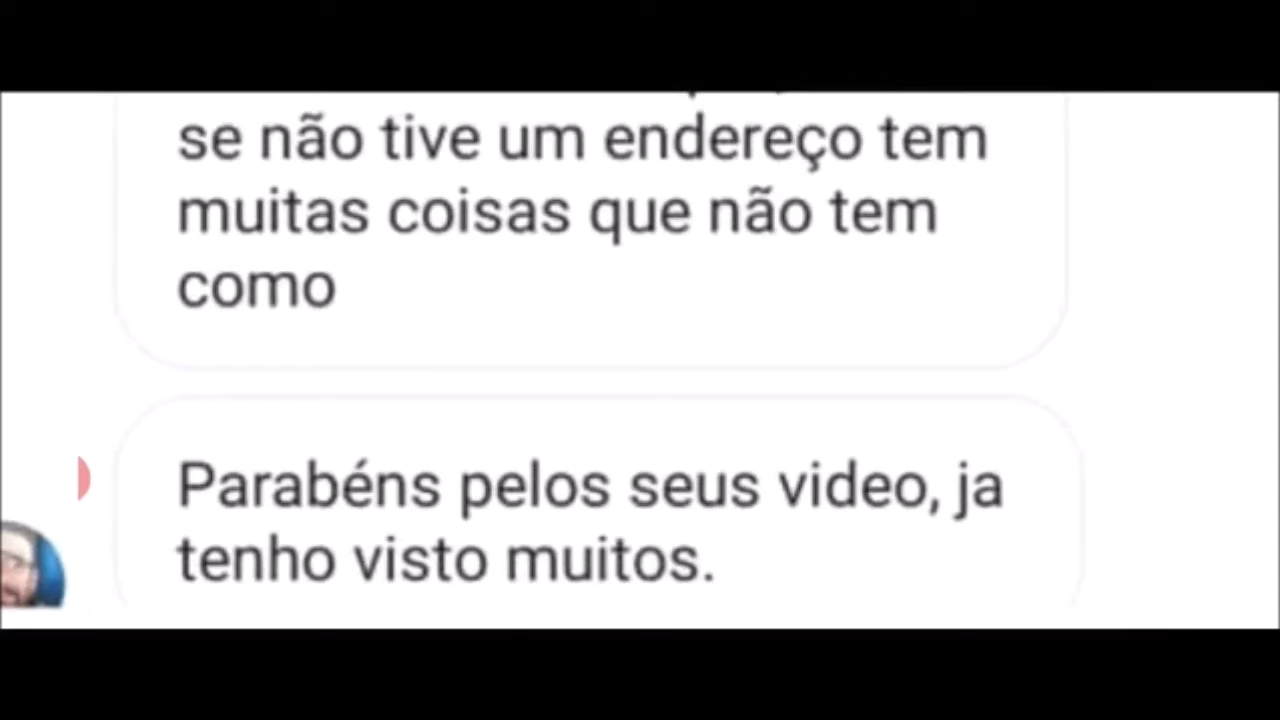 se não tive um endereço tem
muitas coisas que não tem
como
Parabéns pelos seus video, ja
tenho visto muitos.